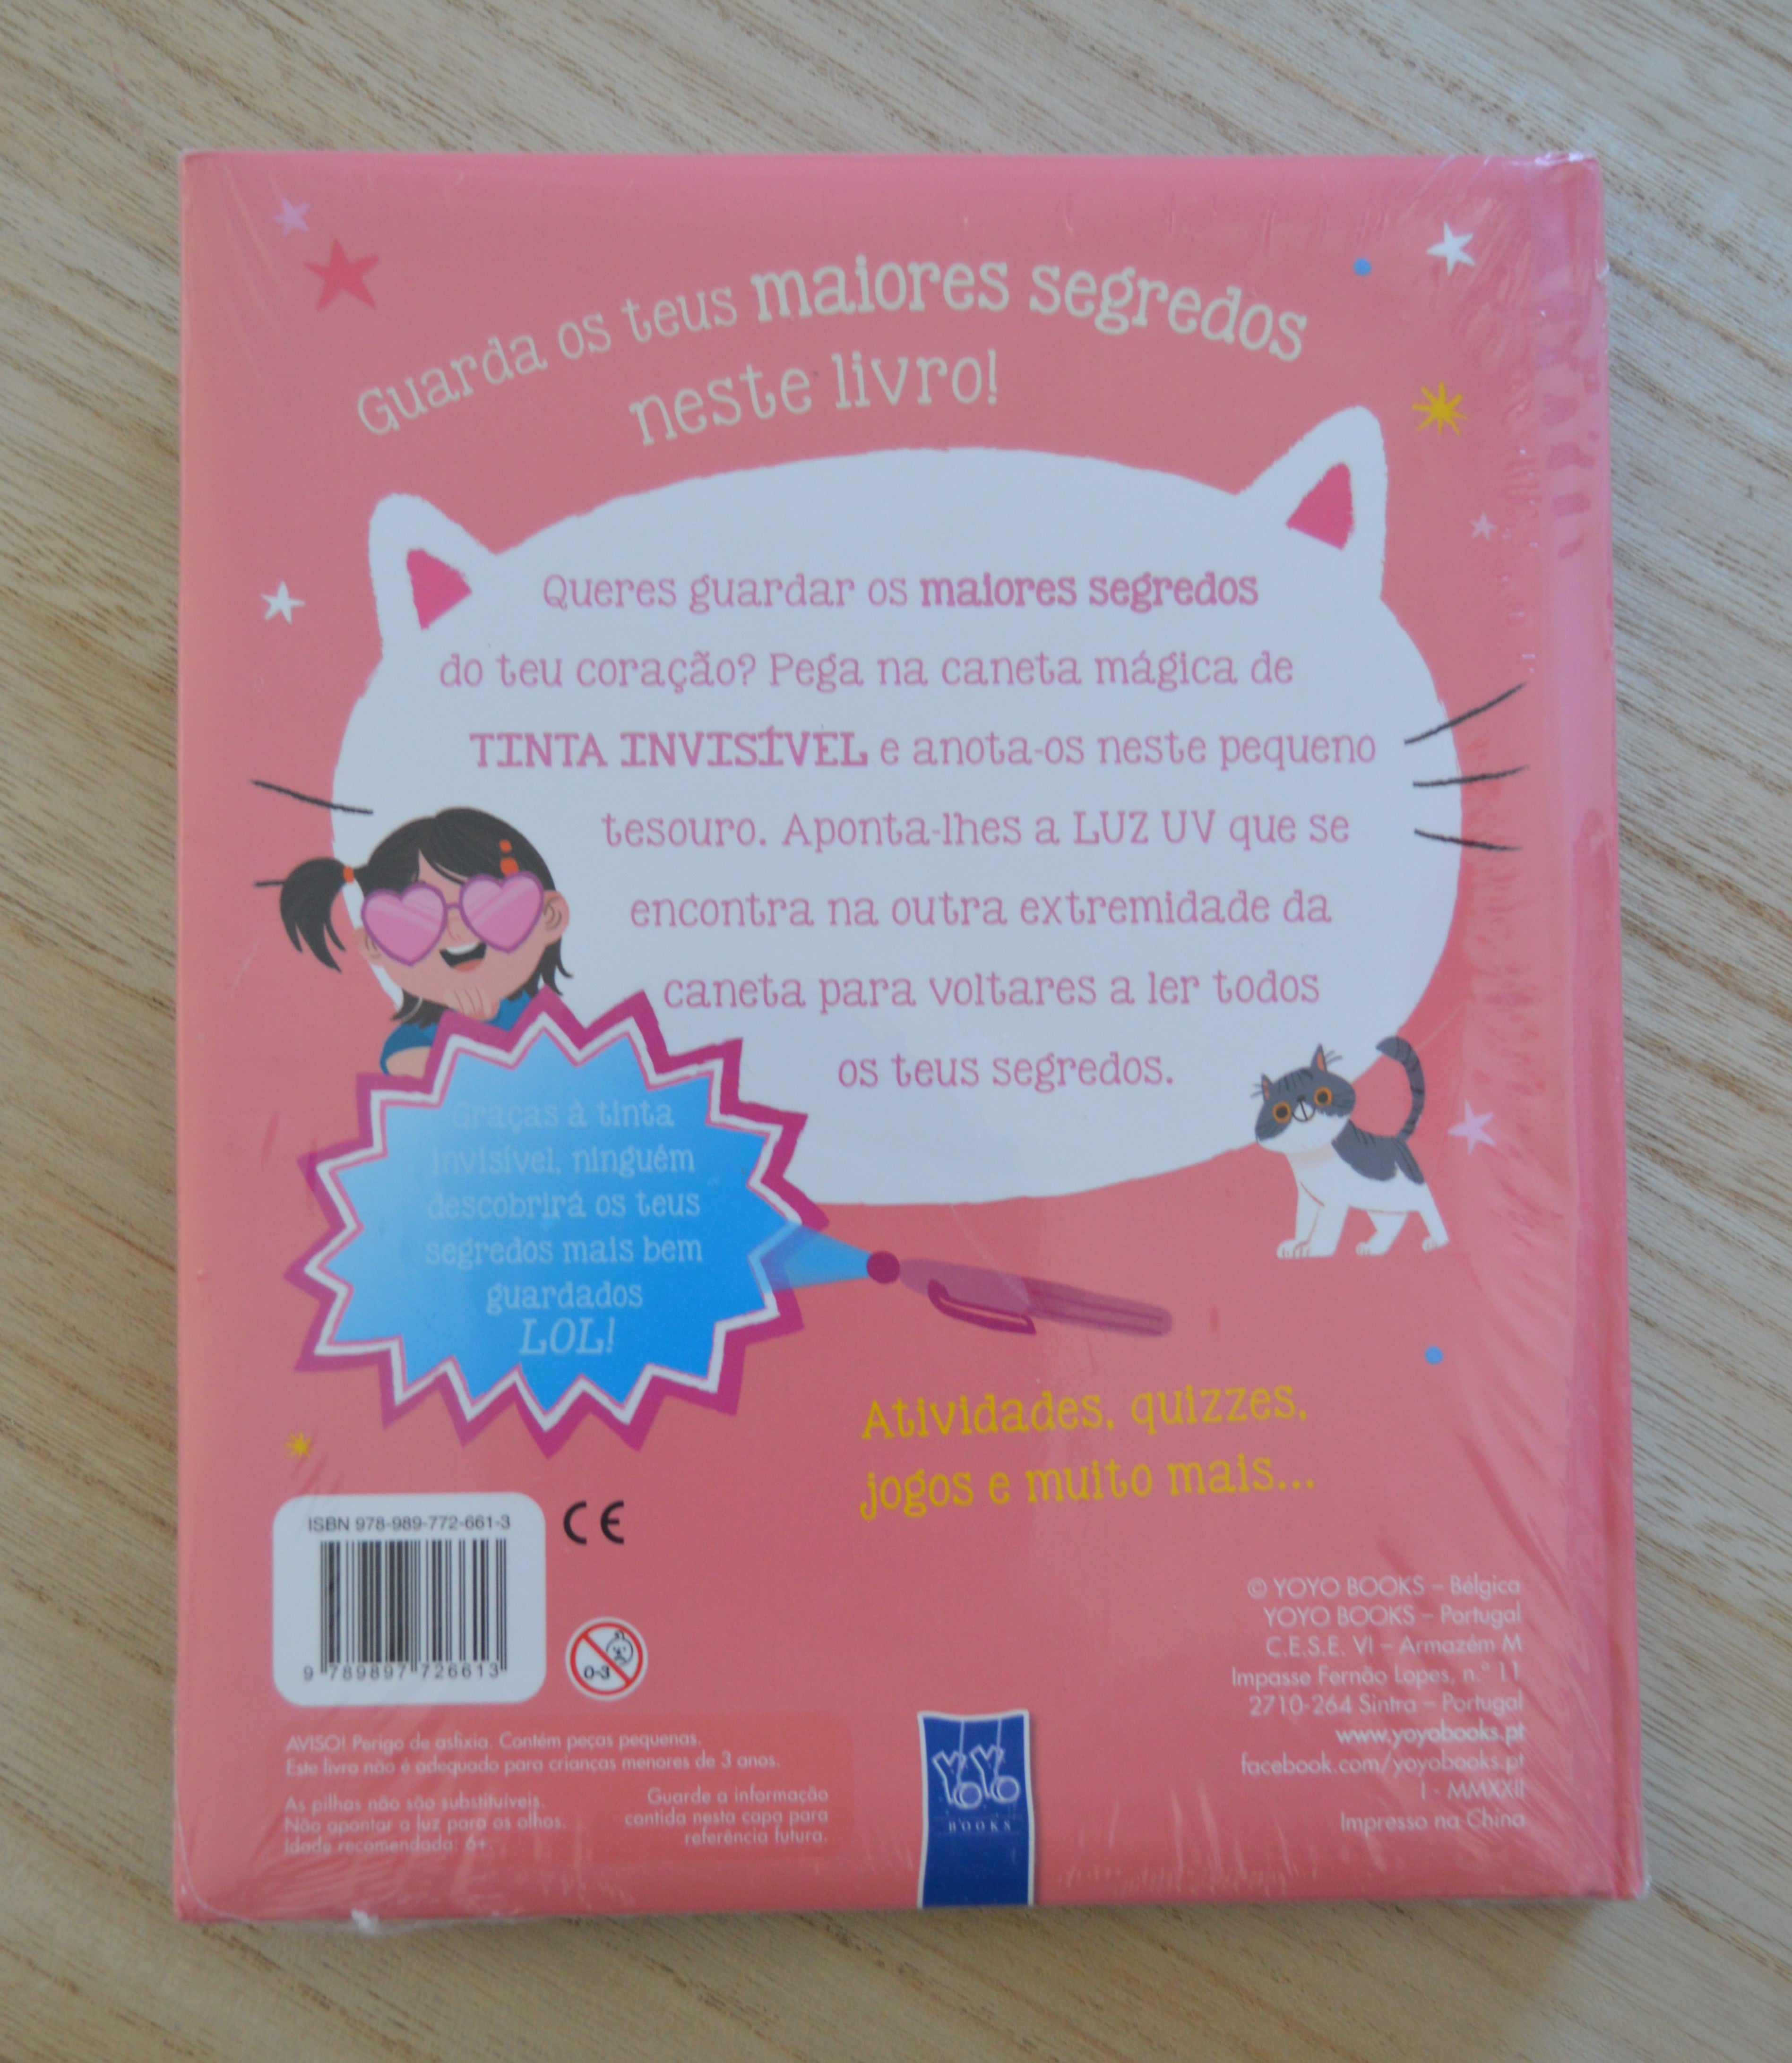 Guarda os teus maiores segredos
neste livro!
Queres guardar os maiores segredos
do teu coração? Pega na caneta mágica de
TINTA INVISÍVEL e anota-os neste pequeno
tesouro. Aponta-lhes a LUZ UV que se
encontra na outra extremidade da
caneta para voltares a ler todos
os teus segredos.
Graças à tinta
invisível, ninguém
descobrirá os teus
segredos mais bem
guardados
LOL!
Atividades, quizzes,
jogos e muito mais...
ISBN 978-989-772-661-3
9 789897 726613
CE
0-3
AVISO! Perigo de asfixia. Contém peças pequenas.
Este livro não é adequado para crianças menores de 3 anos.
As pilhas não são substituíveis.
Não apontar a luz para os olhos.
Idade recomendada: 6+.
Guarde a informação
contida nesta capa para
referência futura.
YOYO
BOOKS
© YOYO BOOKS – Bélgica
YOYO BOOKS – Portugal
C.E.S.E. VI – Armazém M
Impasse Fernão Lopes, n.º 11
2710-264 Sintra – Portugal
www.yoyobooks.pt
facebook.com/yoyobooks.pt
I - MMXXII
Impresso na China